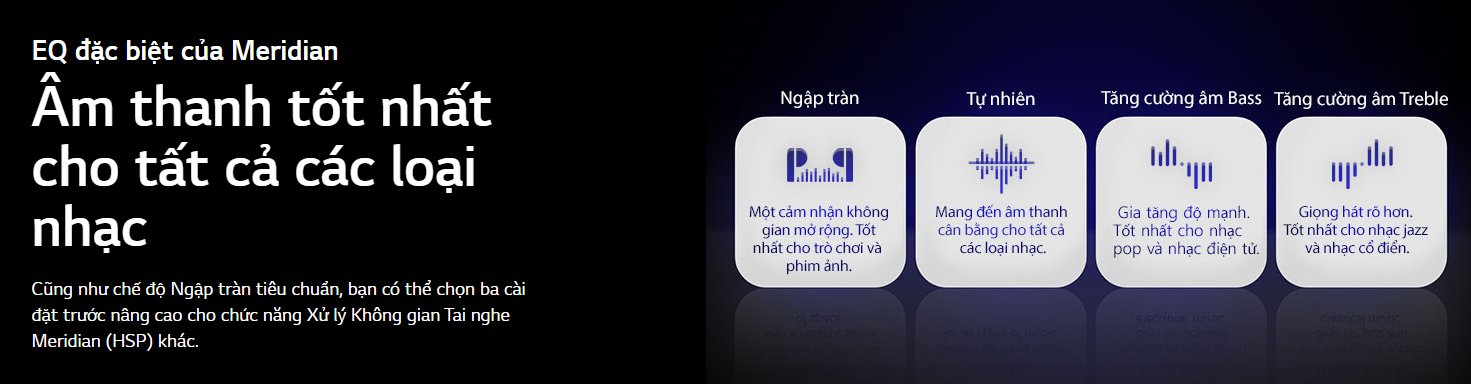 EQ đặc biệt của Meridian
Âm thanh tốt nhất
cho tất cả các loại
nhạc
Cũng như chế độ Ngập tràn tiêu chuẩn, bạn có thể chọn ba cài
đặt trước nâng cao cho chức năng Xử lý Không gian Tai nghe
Meridian (HSP) khác.
Ngập tràn
Một cảm nhận không
gian mở rộng. Tốt
nhất cho trò chơi và
phim ảnh.
Tự nhiên
Mang đến âm thanh
cân bằng cho tất cả
các loại nhạc.
Tăng cường âm Bass
Gia tăng độ mạnh.
Tốt nhất cho nhạc
pop và nhạc điện tử.
Tăng cường âm Treble
Giọng hát rõ hơn.
Tốt nhất cho nhạc jazz
và nhạc cổ điển.